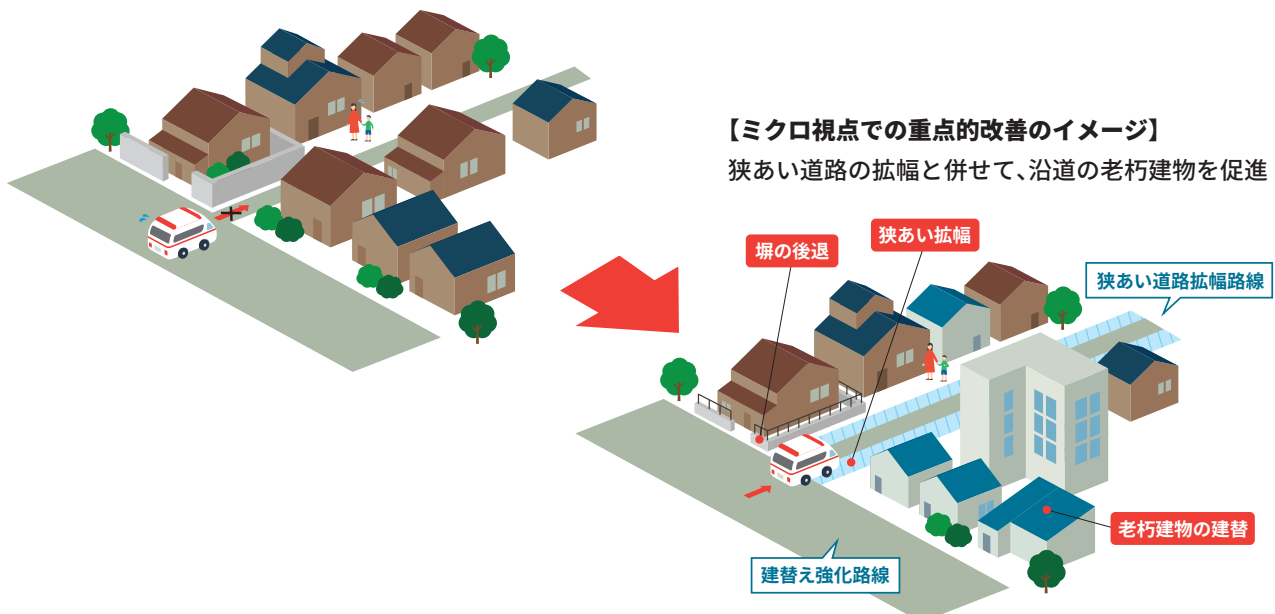 【ミクロ視点での重点的改善のイメージ】
狭あい道路の拡幅と併せて、沿道の老朽建物を促進
狭あい拡幅
塀の後退
狭あい道路拡幅路線
老朽建物の建替
建替え強化路線